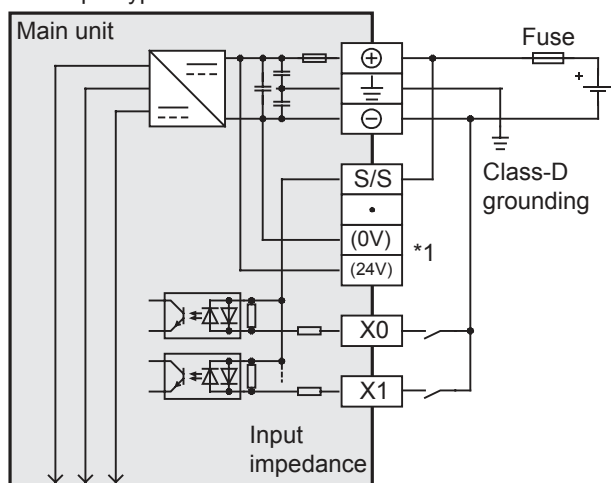 Main unit
Fuse
+
Class-D
grounding
S/S
•
(0V)
(24V)
*1
X0
X1
Input
impedance